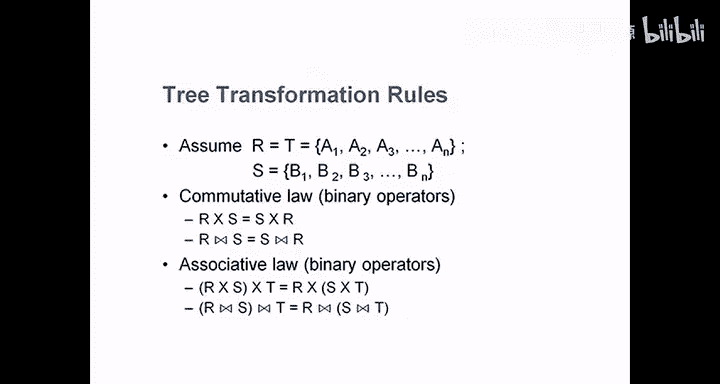 bilibili
Tree Transformation Rules
• Assume R = T = {A1, A2, A3, ..., An} ;
S = {B1, B2, B3, ..., Bn}
• Commutative law (binary operators)
– R X S = S X R
– R ⋈ S = S ⋈ R
• Associative law (binary operators)
– (R X S) X T = R X (S X T)
– (R ⋈ S) ⋈ T = R ⋈ (S ⋈ T)